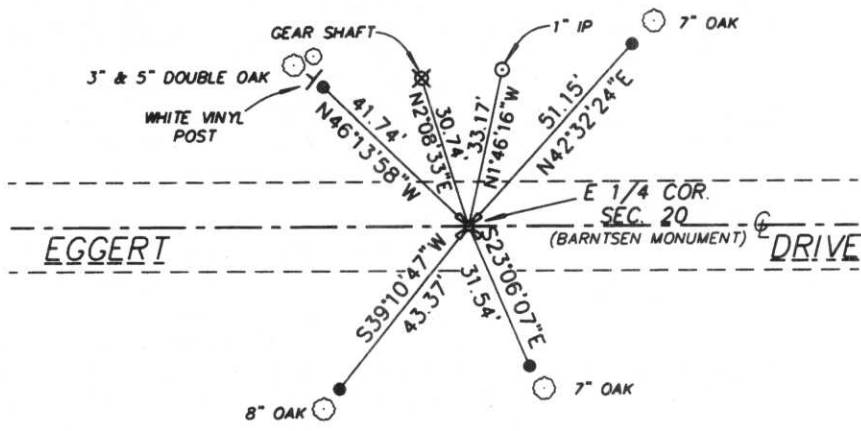 GEAR SHAFT
1" IP
7" OAK
3" & 5" DOUBLE OAK
WHITE VINYL
POST
41.74'
N46°13'58"W
30.74'
N2°08'33"E
33.17'
N1°46'16"W
51.15'
N42°32'24"E
E 1/4 COR.
SEC. 20
(BARNTSEN MONUMENT)
℄
EGGERT
DRIVE
S39°10'47"W
43.37'
S23°06'07"E
31.54'
8" OAK
7" OAK